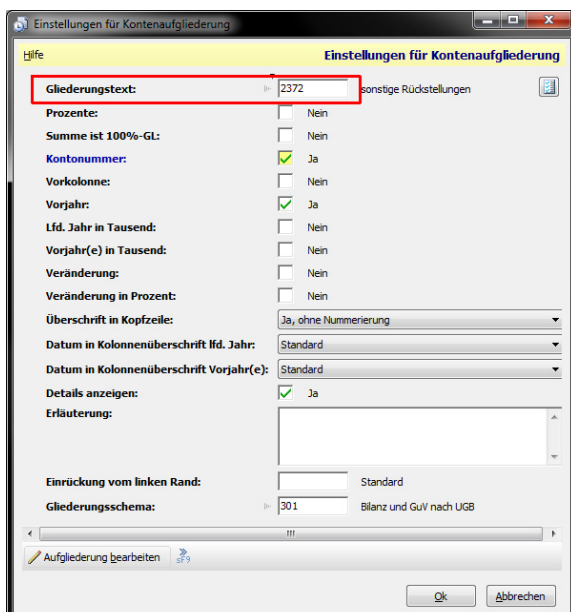 Einstellungen für Kontenaufgliederung
Hilfe Einstellungen für Kontenaufgliederung
Gliederungstext: 2372 sonstige Rückstellungen
Prozente: Nein
Summe ist 100%-GL: Nein
Kontonummer: Ja
Vorkolonne: Nein
Vorjahr: Ja
Lfd. Jahr in Tausend: Nein
Vorjahr(e) in Tausend: Nein
Veränderung: Nein
Veränderung in Prozent: Nein
Überschrift in Kopfzeile: Ja, ohne Nummerierung
Datum in Kolonnenüberschrift lfd. Jahr: Standard
Datum in Kolonnenüberschrift Vorjahr(e): Standard
Details anzeigen: Ja
Erläuterung:
Einrückung vom linken Rand: Standard
Gliederungsschema: 301 Bilanz und GuV nach UGB
Aufgliederung bearbeiten SF9
Ok Abbrechen